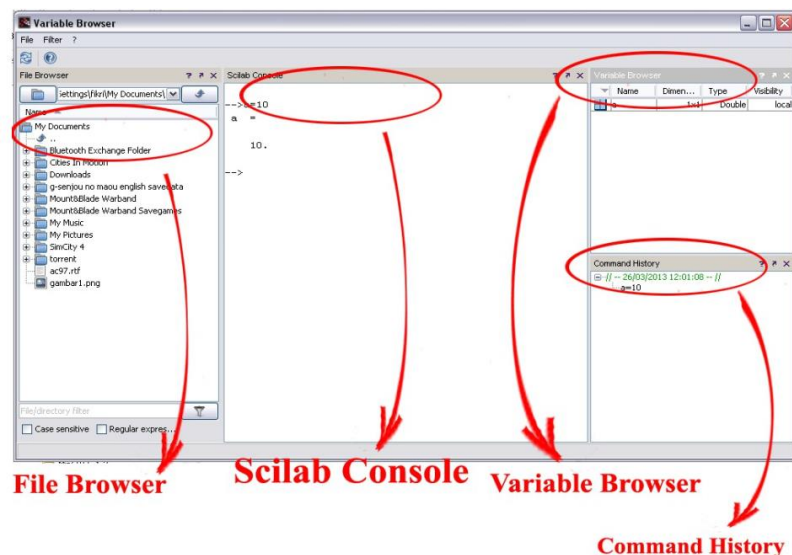 Variable Browser
File Filter ?
File Browser
Scilab Console
Variable Browser
iettings\fikri\My Documents\
Name
Name Dimen... Type Visibility
My Documents
..
Bluetooth Exchange Folder
Cities In Motion
Downloads
g-senjou no maou english savedata
Mount&Blade Warband
Mount&Blade Warband Savegames
My Music
My Pictures
SimCity 4
torrent
ac97.rtf
gambar1.png
File/directory filter
Case sensitive Regular expres...
-->a=10
a =
10.
-->
a 1x1 Double local
Command History
// -- 26/03/2013 12:01:08 -- //
a=10
File Browser
Scilab Console
Variable Browser
Command History